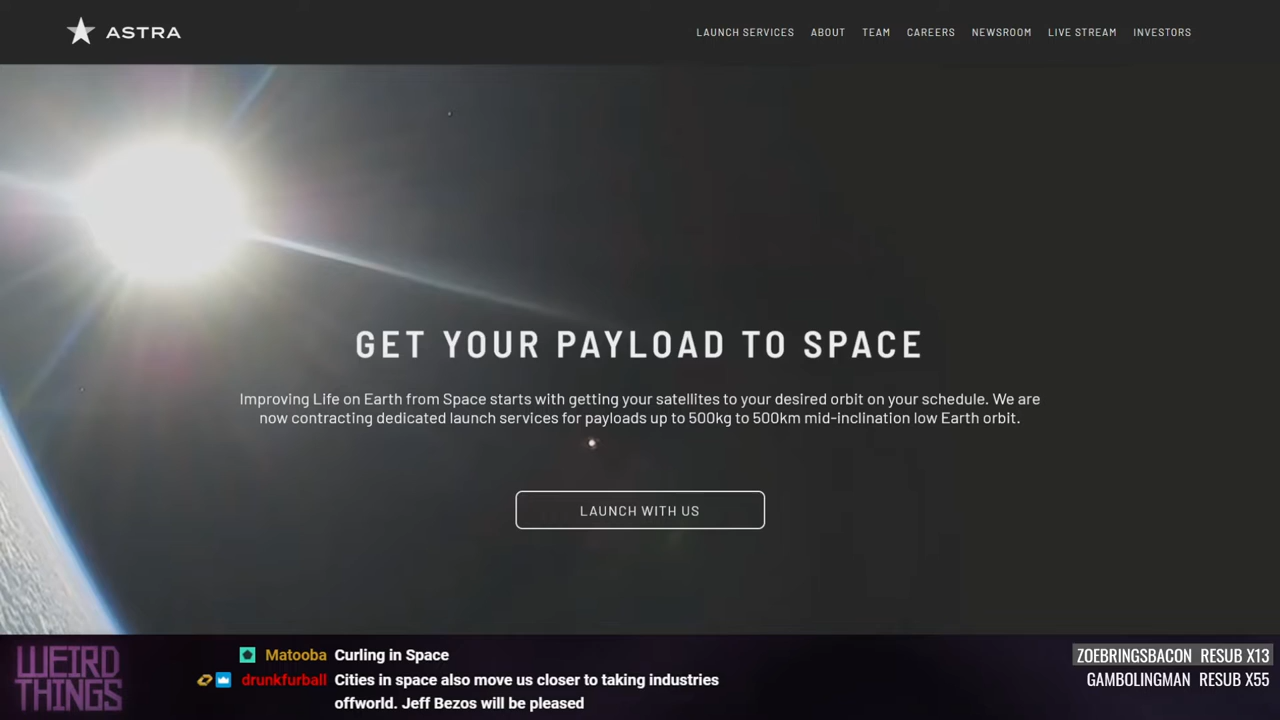 ASTRA
LAUNCH SERVICES ABOUT TEAM CAREERS NEWSROOM LIVE STREAM INVESTORS
GET YOUR PAYLOAD TO SPACE
Improving Life on Earth from Space starts with getting your satellites to your desired orbit on your schedule. We are
now contracting dedicated launch services for payloads up to 500kg to 500km mid-inclination low Earth orbit.
LAUNCH WITH US
WEIRD
THINGS
Matooba Curling in Space
drunkfurball Cities in space also move us closer to taking industries
offworld. Jeff Bezos will be pleased
ZOEBRINGSBACON RESUB X13
GAMBOLINGMAN RESUB X55